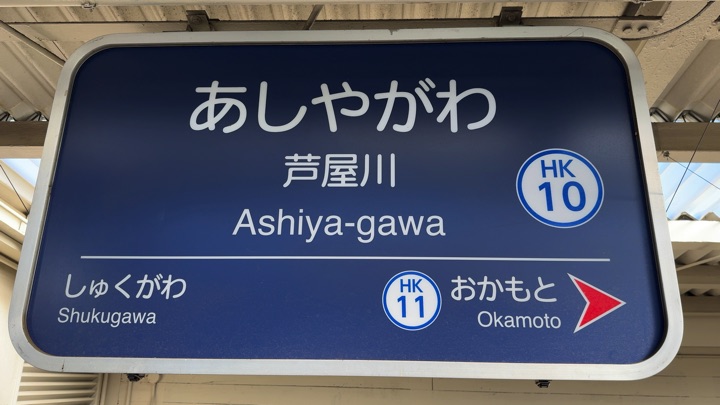 あしやがわ
芦屋川
Ashiya-gawa
HK
10
しゅくがわ
Shukugawa
HK
11
おかもと
Okamoto